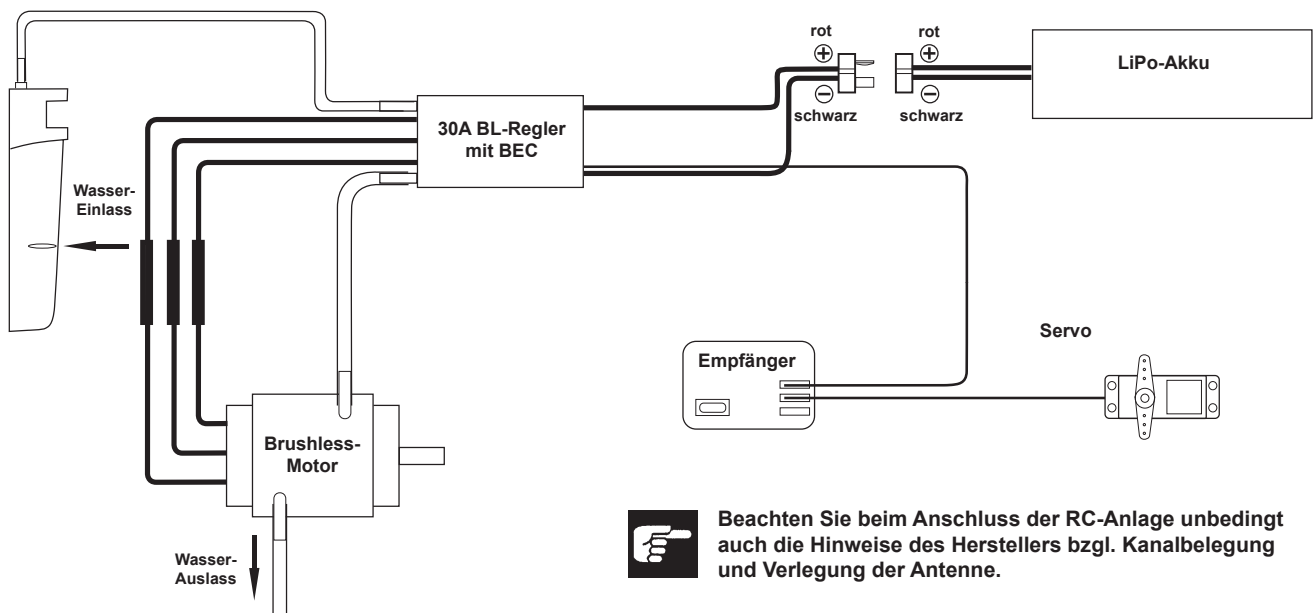 rot
rot
LiPo-Akku
schwarz
schwarz
30A BL-Regler
mit BEC
Wasser-
Einlass
Servo
Empfänger
Brushless-
Motor
Wasser-
Auslass
Beachten Sie beim Anschluss der RC-Anlage unbedingt
auch die Hinweise des Herstellers bzgl. Kanalbelegung
und Verlegung der Antenne.